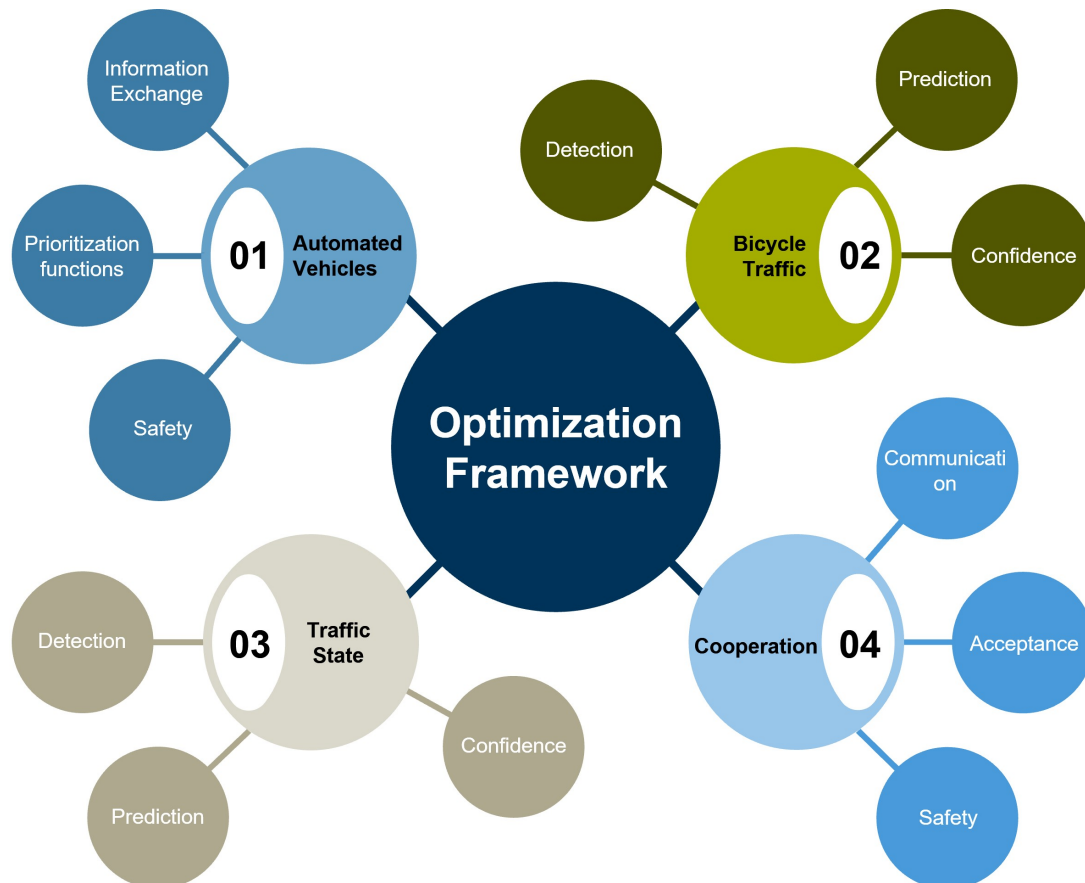 Information
Exchange
Prioritization
functions
Safety
01
Automated
Vehicles
Detection
Prediction
Confidence
Bicycle
Traffic
02
Optimization
Framework
Detection
Prediction
Confidence
03
Traffic
State
Cooperation
04
Communicati
on
Acceptance
Safety